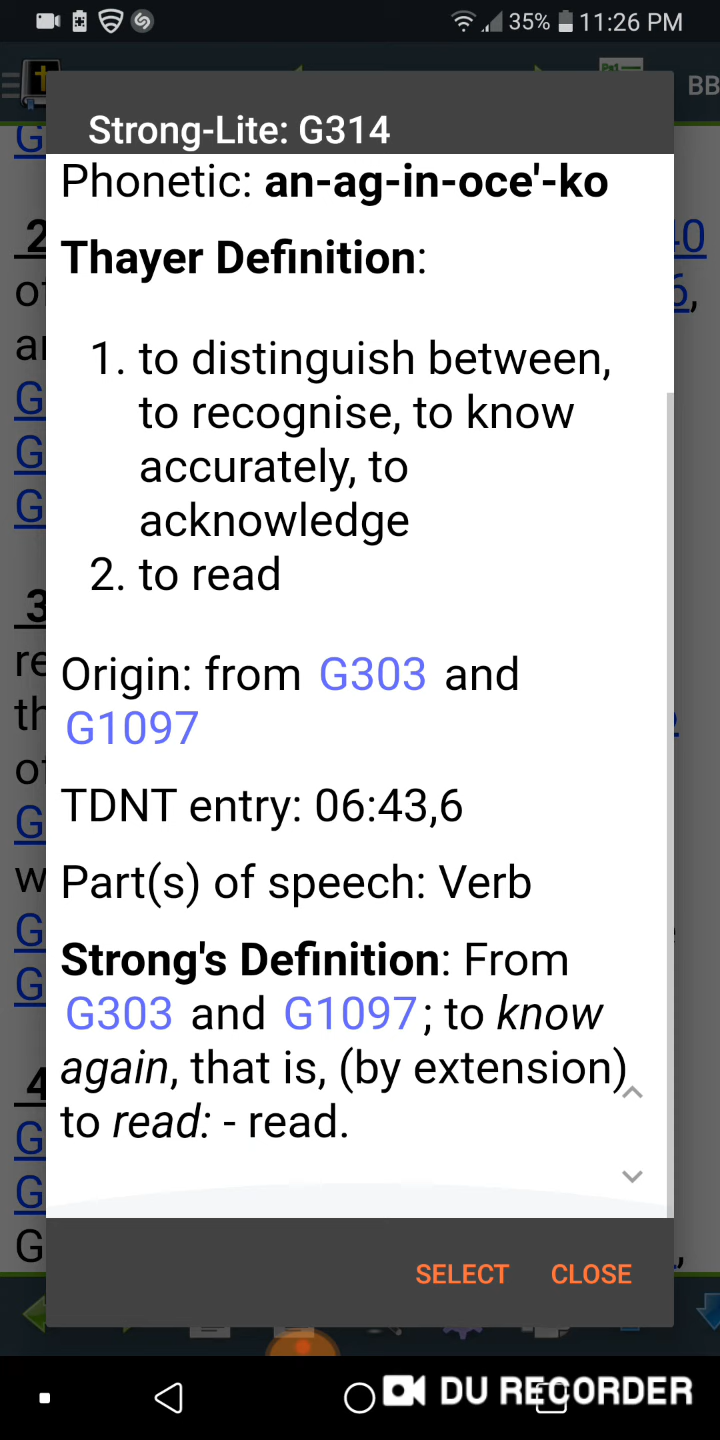 35% 11:26 PM
BB
Strong-Lite: G314
Phonetic: an-ag-in-oce'-ko
Thayer Definition:
1. to distinguish between,
to recognise, to know
accurately, to
acknowledge
2. to read
Origin: from G303 and
G1097
TDNT entry: 06:43,6
Part(s) of speech: Verb
Strong's Definition: From
G303 and G1097; to know
again, that is, (by extension)
to read: - read.
SELECT CLOSE
DU RECORDER